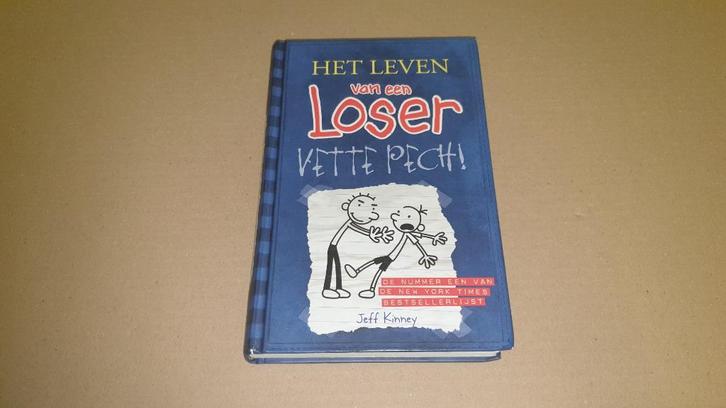 HET LEVEN
van een
Loser
VETTE PECH!
DE NUMMER EEN VAN
DE NEW YORK TIMES
BESTSELLERLIJST
Jeff Kinney